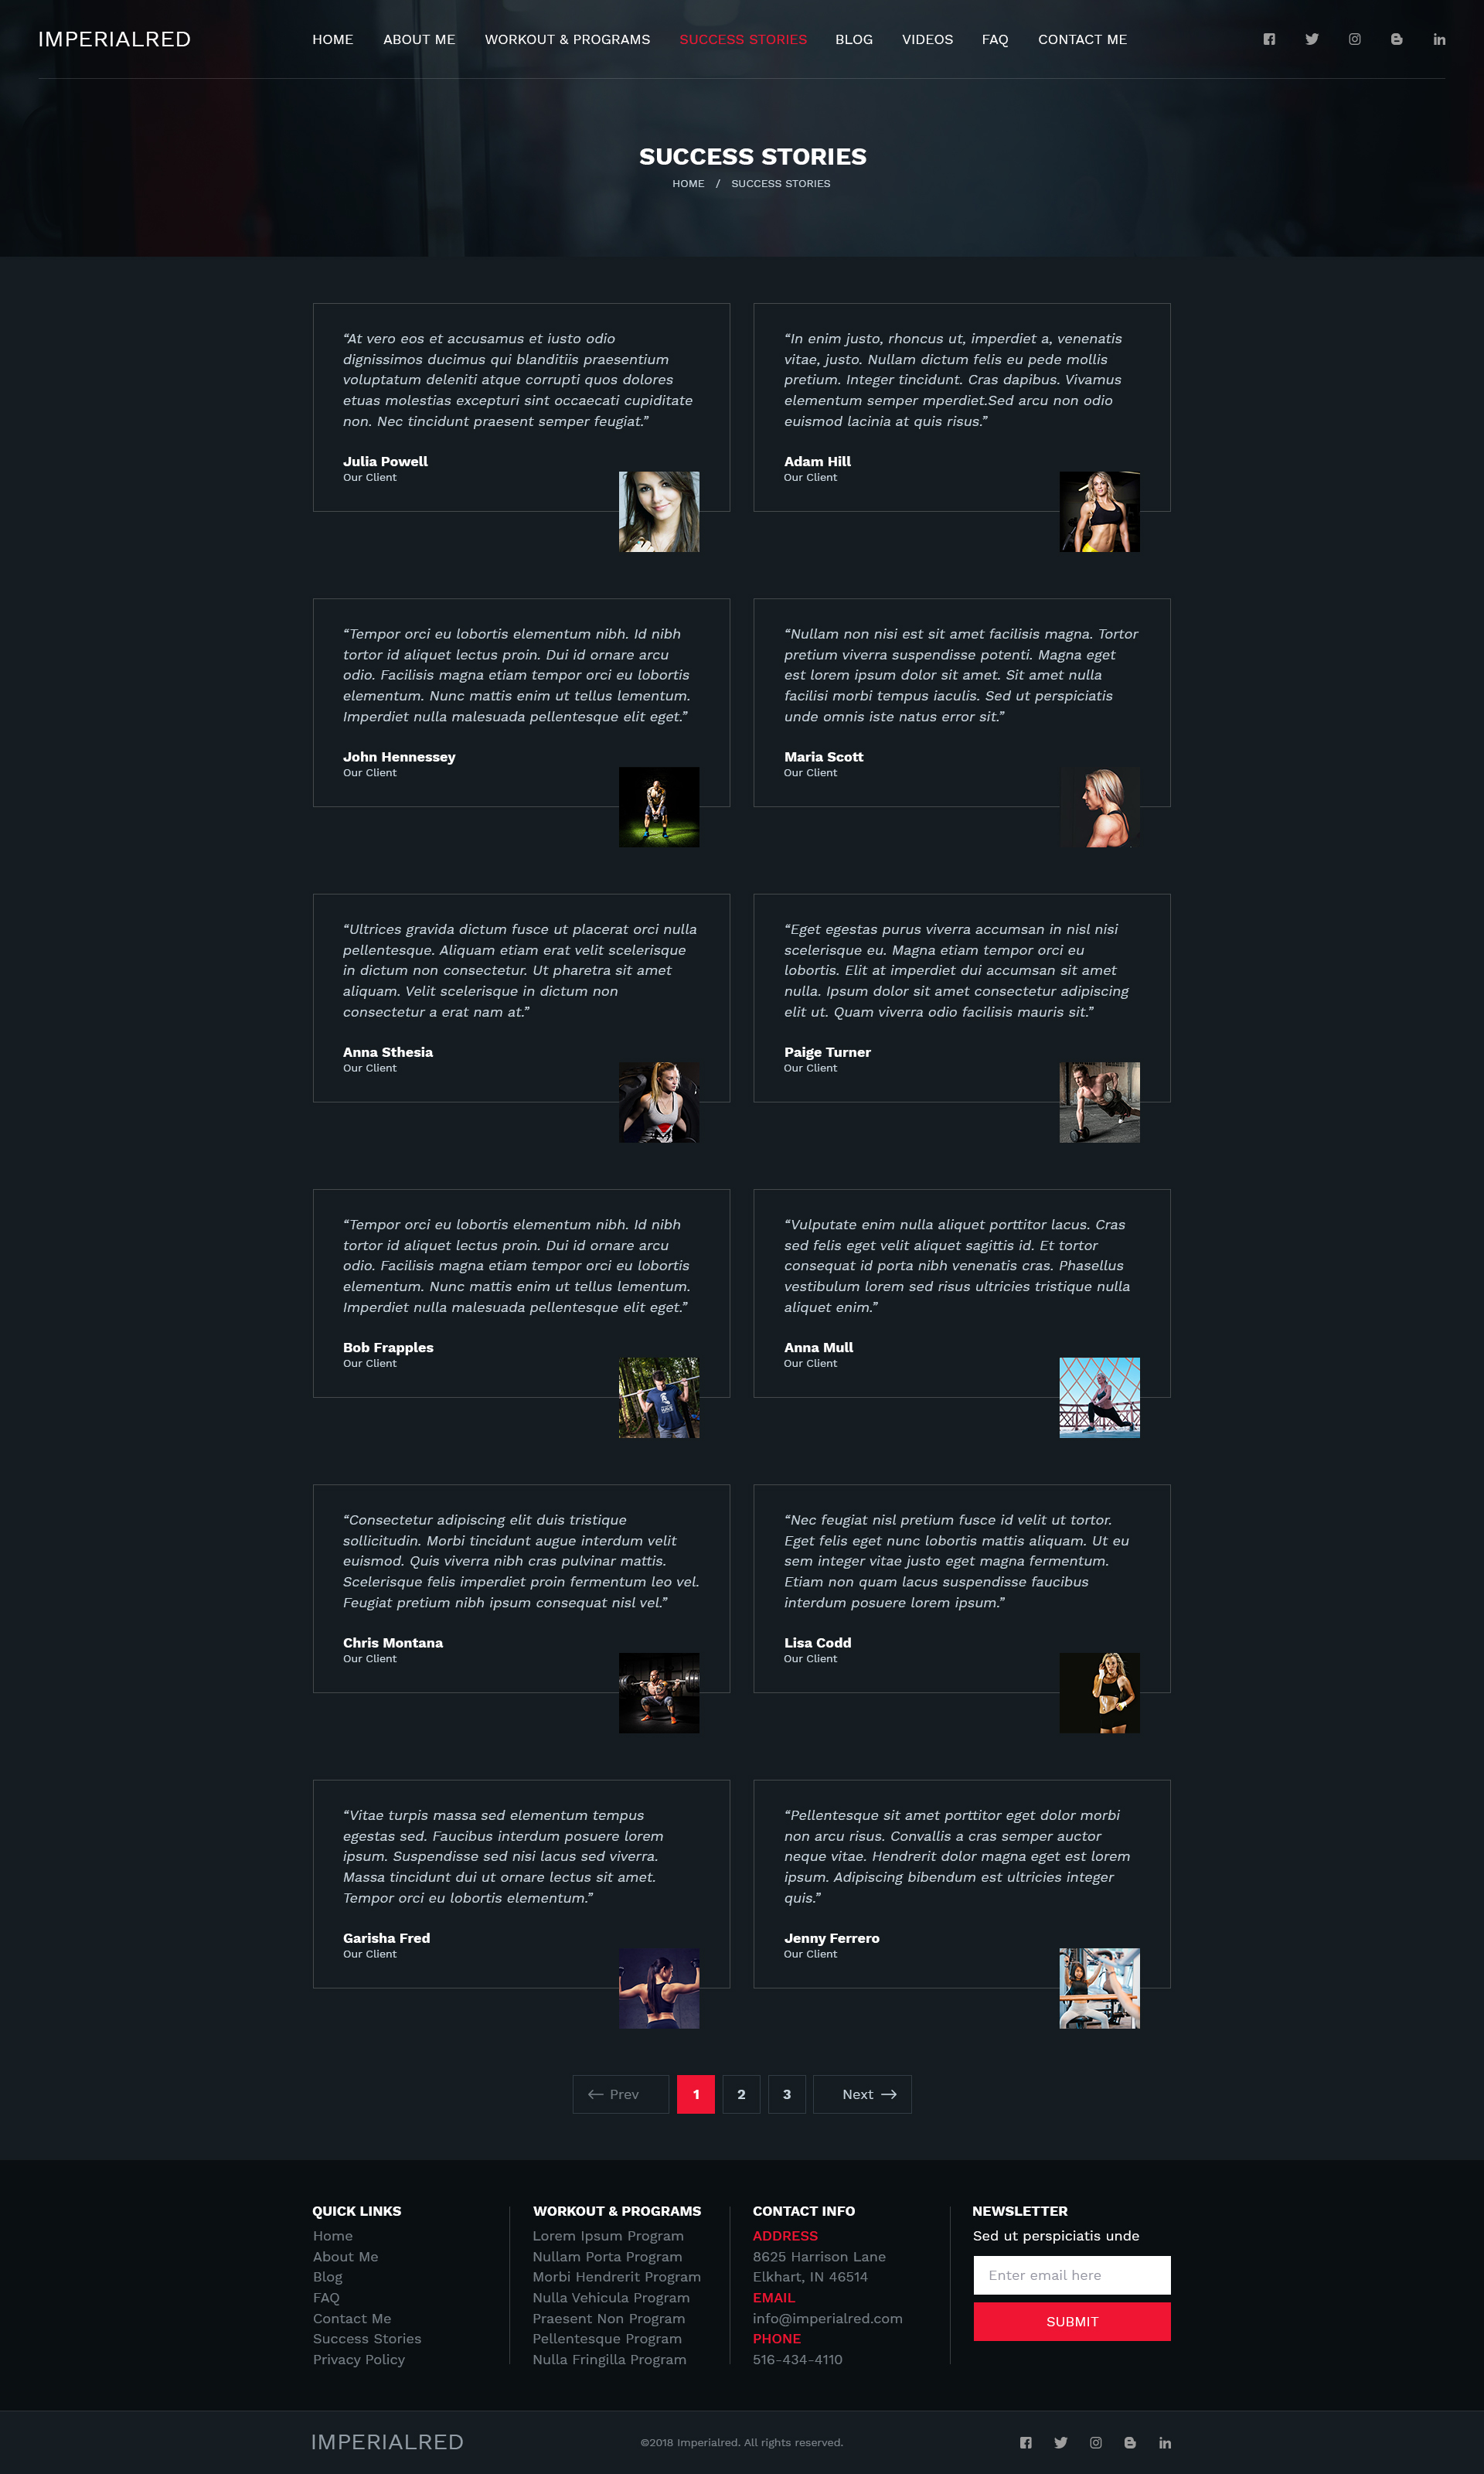 IMPERIALRED
HOME ABOUT ME WORKOUT & PROGRAMS SUCCESS STORIES BLOG VIDEOS FAQ CONTACT ME
SUCCESS STORIES
HOME / SUCCESS STORIES
“At vero eos et accusamus et iusto odio
dignissimos ducimus qui blanditiis praesentium
voluptatum deleniti atque corrupti quos dolores
etuas molestias excepturi sint occaecati cupiditate
non. Nec tincidunt praesent semper feugiat.”
Julia Powell
Our Client
“In enim justo, rhoncus ut, imperdiet a, venenatis
vitae, justo. Nullam dictum felis eu pede mollis
pretium. Integer tincidunt. Cras dapibus. Vivamus
elementum semper mperdiet.Sed arcu non odio
euismod lacinia at quis risus.”
Adam Hill
Our Client
“Tempor orci eu lobortis elementum nibh. Id nibh
tortor id aliquet lectus proin. Dui id ornare arcu
odio. Facilisis magna etiam tempor orci eu lobortis
elementum. Nunc mattis enim ut tellus lementum.
Imperdiet nulla malesuada pellentesque elit eget.”
John Hennessey
Our Client
“Nullam non nisi est sit amet facilisis magna. Tortor
pretium viverra suspendisse potenti. Magna eget
est lorem ipsum dolor sit amet. Sit amet nulla
facilisi morbi tempus iaculis. Sed ut perspiciatis
unde omnis iste natus error sit.”
Maria Scott
Our Client
“Ultrices gravida dictum fusce ut placerat orci nulla
pellentesque. Aliquam etiam erat velit scelerisque
in dictum non consectetur. Ut pharetra sit amet
aliquam. Velit scelerisque in dictum non
consectetur a erat nam at.”
Anna Sthesia
Our Client
“Eget egestas purus viverra accumsan in nisl nisi
scelerisque eu. Magna etiam tempor orci eu
lobortis. Elit at imperdiet dui accumsan sit amet
nulla. Ipsum dolor sit amet consectetur adipiscing
elit ut. Quam viverra odio facilisis mauris sit.”
Paige Turner
Our Client
“Tempor orci eu lobortis elementum nibh. Id nibh
tortor id aliquet lectus proin. Dui id ornare arcu
odio. Facilisis magna etiam tempor orci eu lobortis
elementum. Nunc mattis enim ut tellus lementum.
Imperdiet nulla malesuada pellentesque elit eget.”
Bob Frapples
Our Client
“Vulputate enim nulla aliquet porttitor lacus. Cras
sed felis eget velit aliquet sagittis id. Et tortor
consequat id porta nibh venenatis cras. Phasellus
vestibulum lorem sed risus ultricies tristique nulla
aliquet enim.”
Anna Mull
Our Client
“Consectetur adipiscing elit duis tristique
sollicitudin. Morbi tincidunt augue interdum velit
euismod. Quis viverra nibh cras pulvinar mattis.
Scelerisque felis imperdiet proin fermentum leo vel.
Feugiat pretium nibh ipsum consequat nisl vel.”
Chris Montana
Our Client
“Nec feugiat nisl pretium fusce id velit ut tortor.
Eget felis eget nunc lobortis mattis aliquam. Ut eu
sem integer vitae justo eget magna fermentum.
Etiam non quam lacus suspendisse faucibus
interdum posuere lorem ipsum.”
Lisa Codd
Our Client
“Vitae turpis massa sed elementum tempus
egestas sed. Faucibus interdum posuere lorem
ipsum. Suspendisse sed nisi lacus sed viverra.
Massa tincidunt dui ut ornare lectus sit amet.
Tempor orci eu lobortis elementum.”
Garisha Fred
Our Client
“Pellentesque sit amet porttitor eget dolor morbi
non arcu risus. Convallis a cras semper auctor
neque vitae. Hendrerit dolor magna eget est lorem
ipsum. Adipiscing bibendum est ultricies integer
quis.”
Jenny Ferrero
Our Client
Prev 1 2 3 Next
QUICK LINKS
Home
About Me
Blog
FAQ
Contact Me
Success Stories
Privacy Policy
WORKOUT & PROGRAMS
Lorem Ipsum Program
Nullam Porta Program
Morbi Hendrerit Program
Nulla Vehicula Program
Praesent Non Program
Pellentesque Program
Nulla Fringilla Program
CONTACT INFO
ADDRESS
8625 Harrison Lane
Elkhart, IN 46514
EMAIL
info@imperialred.com
PHONE
516-434-4110
NEWSLETTER
Sed ut perspiciatis unde
Enter email here
SUBMIT
IMPERIALRED
©2018 Imperialred. All rights reserved.